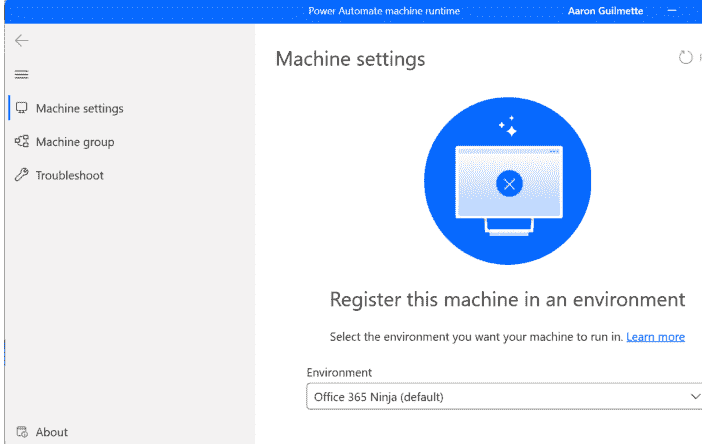 Power Automate machine runtime
Aaron Guilmette
Machine settings
Machine group
Troubleshoot
About
Machine settings
Register this machine in an environment
Select the environment you want your machine to run in. Learn more
Environment
Office 365 Ninja (default)